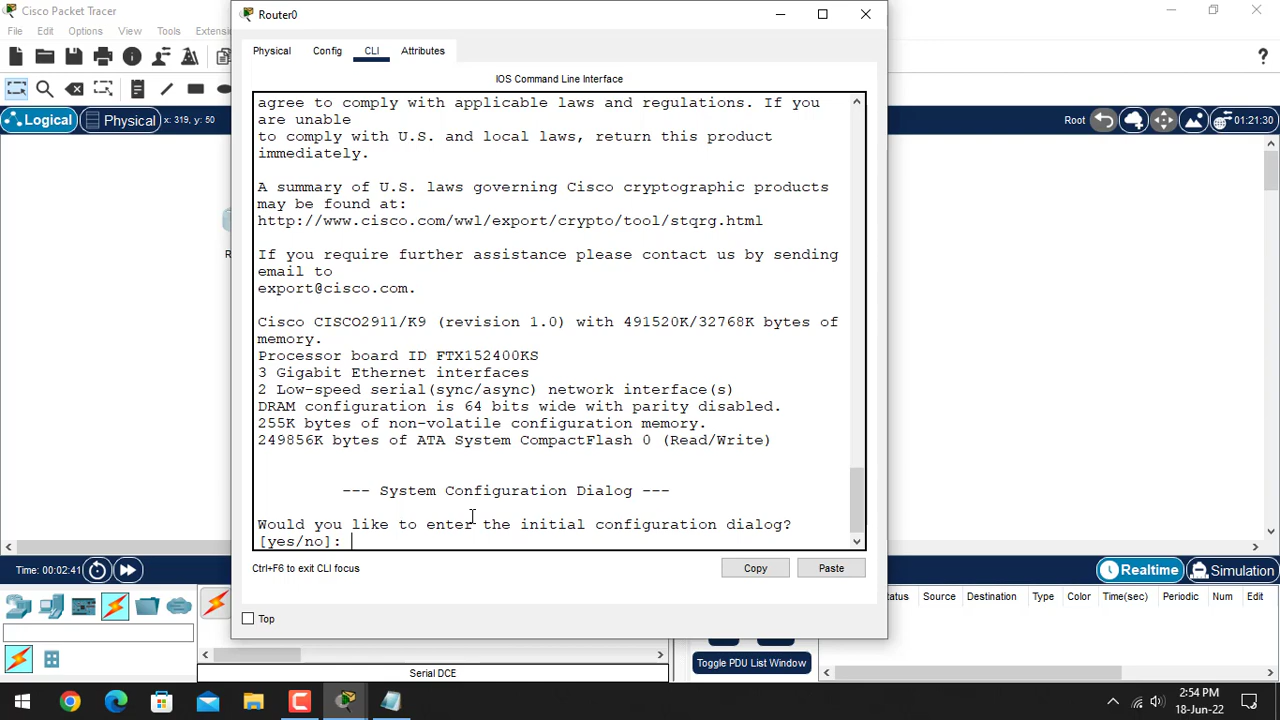 Cisco Packet Tracer
File Edit Options View Tools Extensi
Logical Physical x: 319, y: 50
Root 01:21:30
R
Router0
Physical Config CLI Attributes
IOS Command Line Interface
agree to comply with applicable laws and regulations. If you
are unable
to comply with U.S. and local laws, return this product
immediately.
A summary of U.S. laws governing Cisco cryptographic products
may be found at:
http://www.cisco.com/wwl/export/crypto/tool/stqrg.html
If you require further assistance please contact us by sending
email to
export@cisco.com.
Cisco CISCO2911/K9 (revision 1.0) with 491520K/32768K bytes of
memory.
Processor board ID FTX152400KS
3 Gigabit Ethernet interfaces
2 Low-speed serial(sync/async) network interface(s)
DRAM configuration is 64 bits wide with parity disabled.
255K bytes of non-volatile configuration memory.
249856K bytes of ATA System CompactFlash 0 (Read/Write)
--- System Configuration Dialog ---
Would you like to enter the initial configuration dialog?
[yes/no]:
Ctrl+F6 to exit CLI focus
Copy Paste
Top
Time: 00:02:41
Realtime Simulation
atus Source Destination Type Color Time(sec) Periodic Num Edit
Toggle PDU List Window
Serial DCE
2:54 PM
18-Jun-22